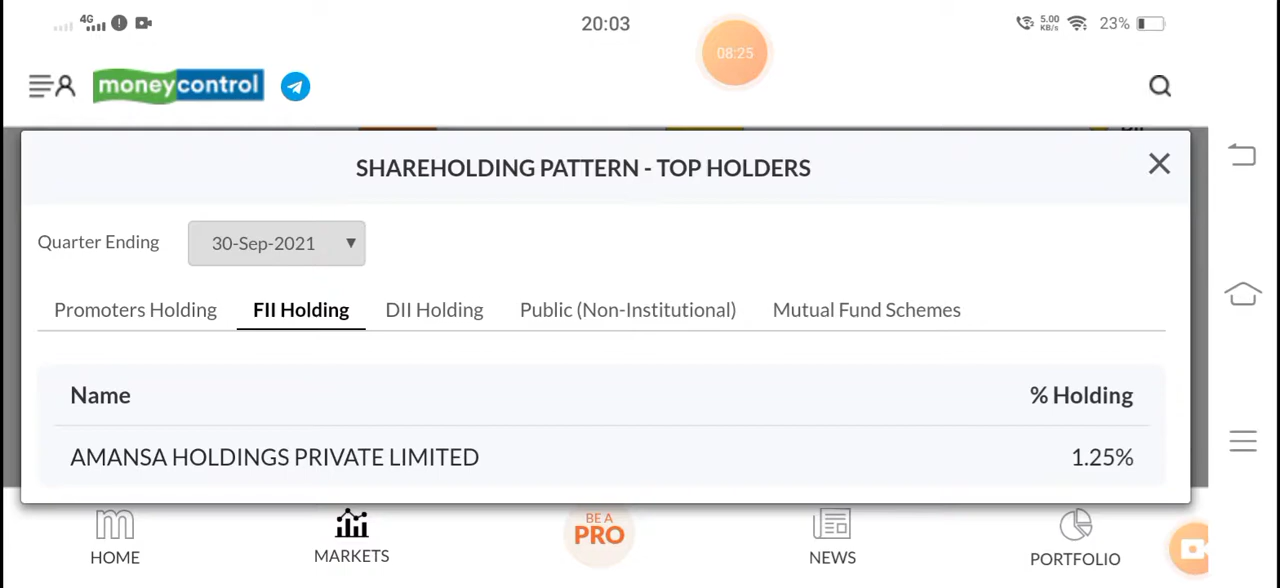 4G 20:03 5.00 KB/s 23%
08:25
moneycontrol
SHAREHOLDING PATTERN - TOP HOLDERS
Quarter Ending 30-Sep-2021 ▼
Promoters Holding FII Holding DII Holding Public (Non-Institutional) Mutual Fund Schemes
Name % Holding
AMANSA HOLDINGS PRIVATE LIMITED 1.25%
HOME MARKETS BE A PRO NEWS PORTFOLIO